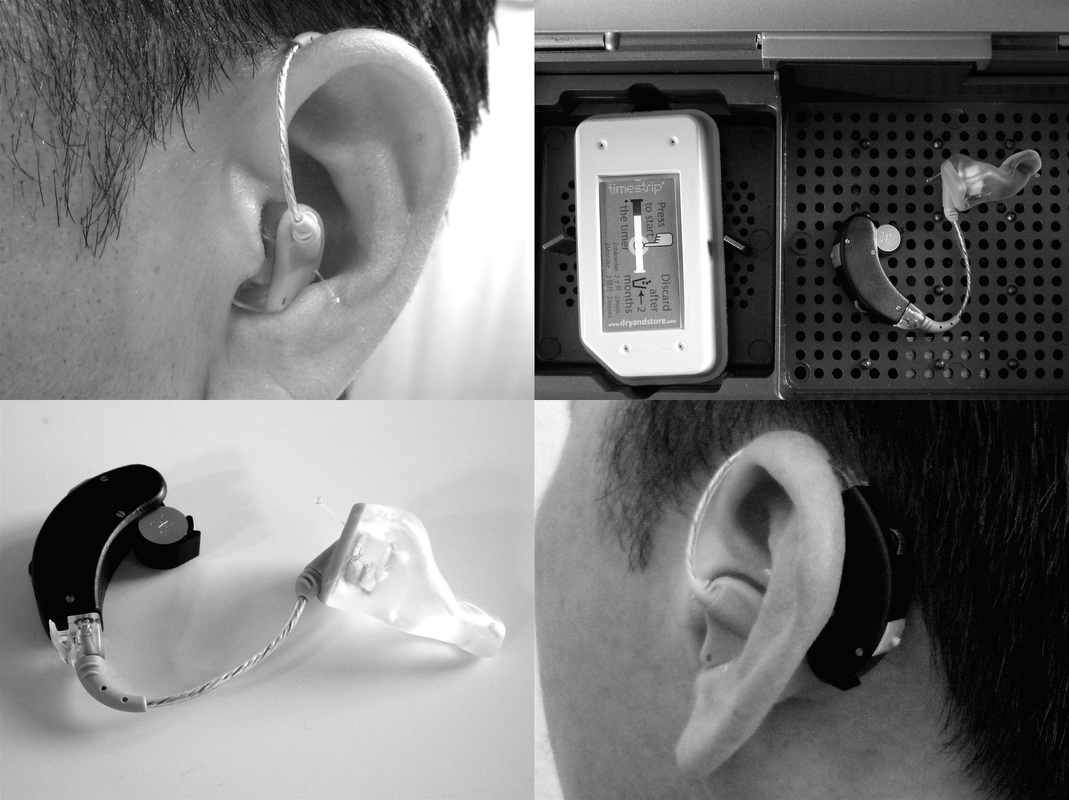 timestrip®
Press
to start
the timer
Discard
after
2
months
www.dryandstore.com
+